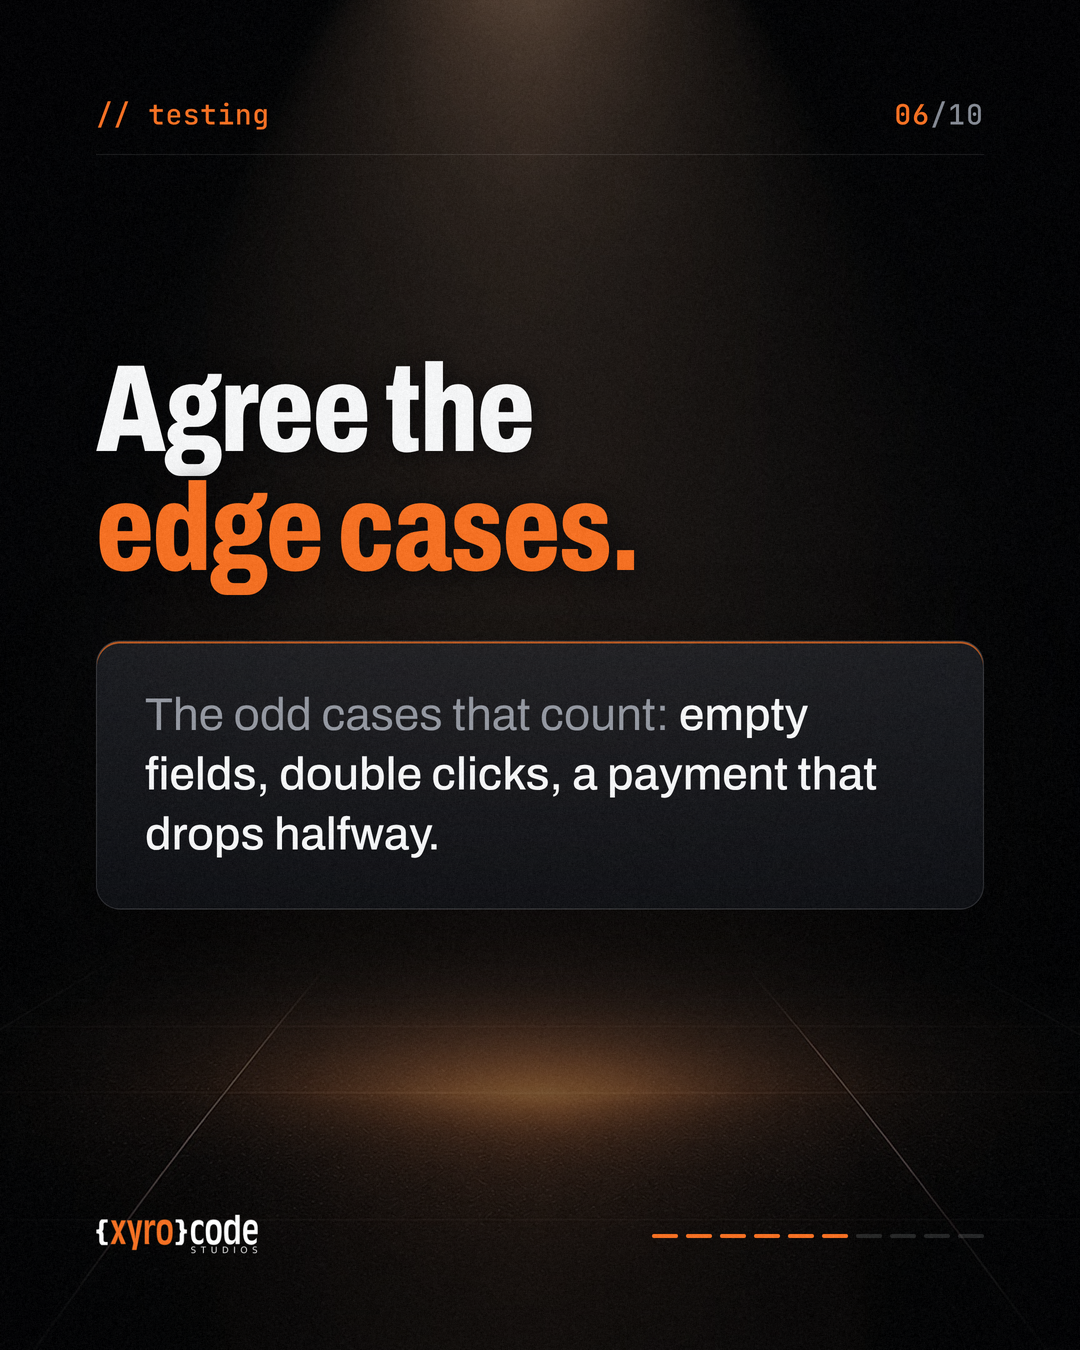 // testing
06/10
Agree the
edge cases.
The odd cases that count: empty
fields, double clicks, a payment that
drops halfway.
{xyro}code
STUDIOS